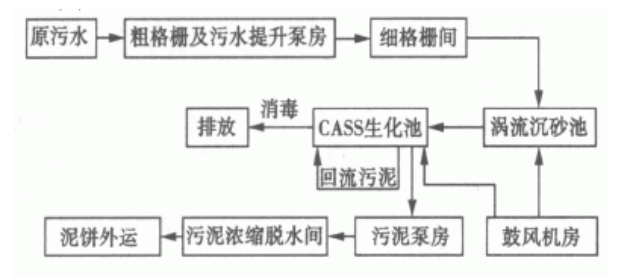 原污水
粗格栅及污水提升泵房
细格栅间
排放
消毒
CASS生化池
涡流沉砂池
回流污泥
泥饼外运
污泥浓缩脱水间
污泥泵房
鼓风机房